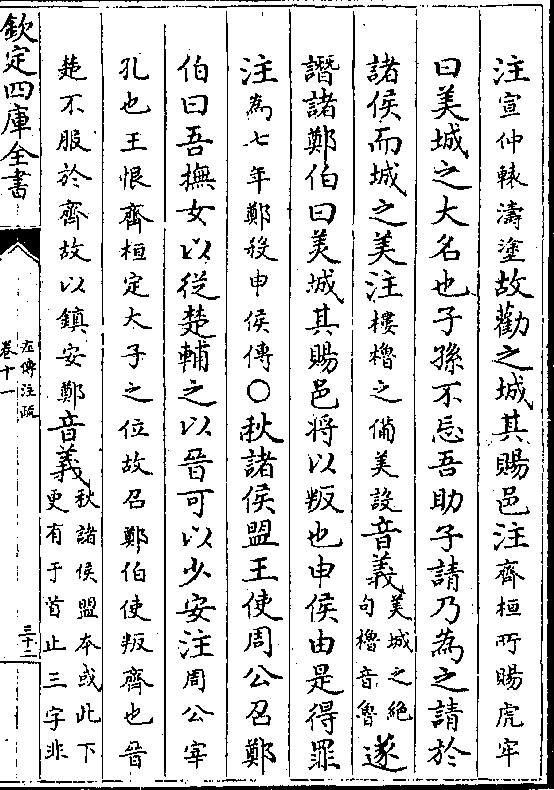 注宣仲轅濤塗故勸之城其賜邑注齊桓所賜虎牢
曰美城之大名也子孫不忘吾助子請乃為之請於
諸侯而城之美注樓櫓之備美設音義美城之絶
句櫓音魯遂
譖諸鄭伯曰美城其賜邑将以叛也申侯由是得罪
注為七年鄭殺申侯傳○秋諸侯盟王使周公召鄭
伯曰吾撫女以從楚輔之以晉可以少安注周公宰
孔也王恨齊桓定大子之位故召鄭伯使叛齊也晉
楚不服於齊故以鎮安鄭音義秋諸侯盟本或此下
更有于首止三字非
欽定四庫全書
左傳注疏
卷十一
三十二